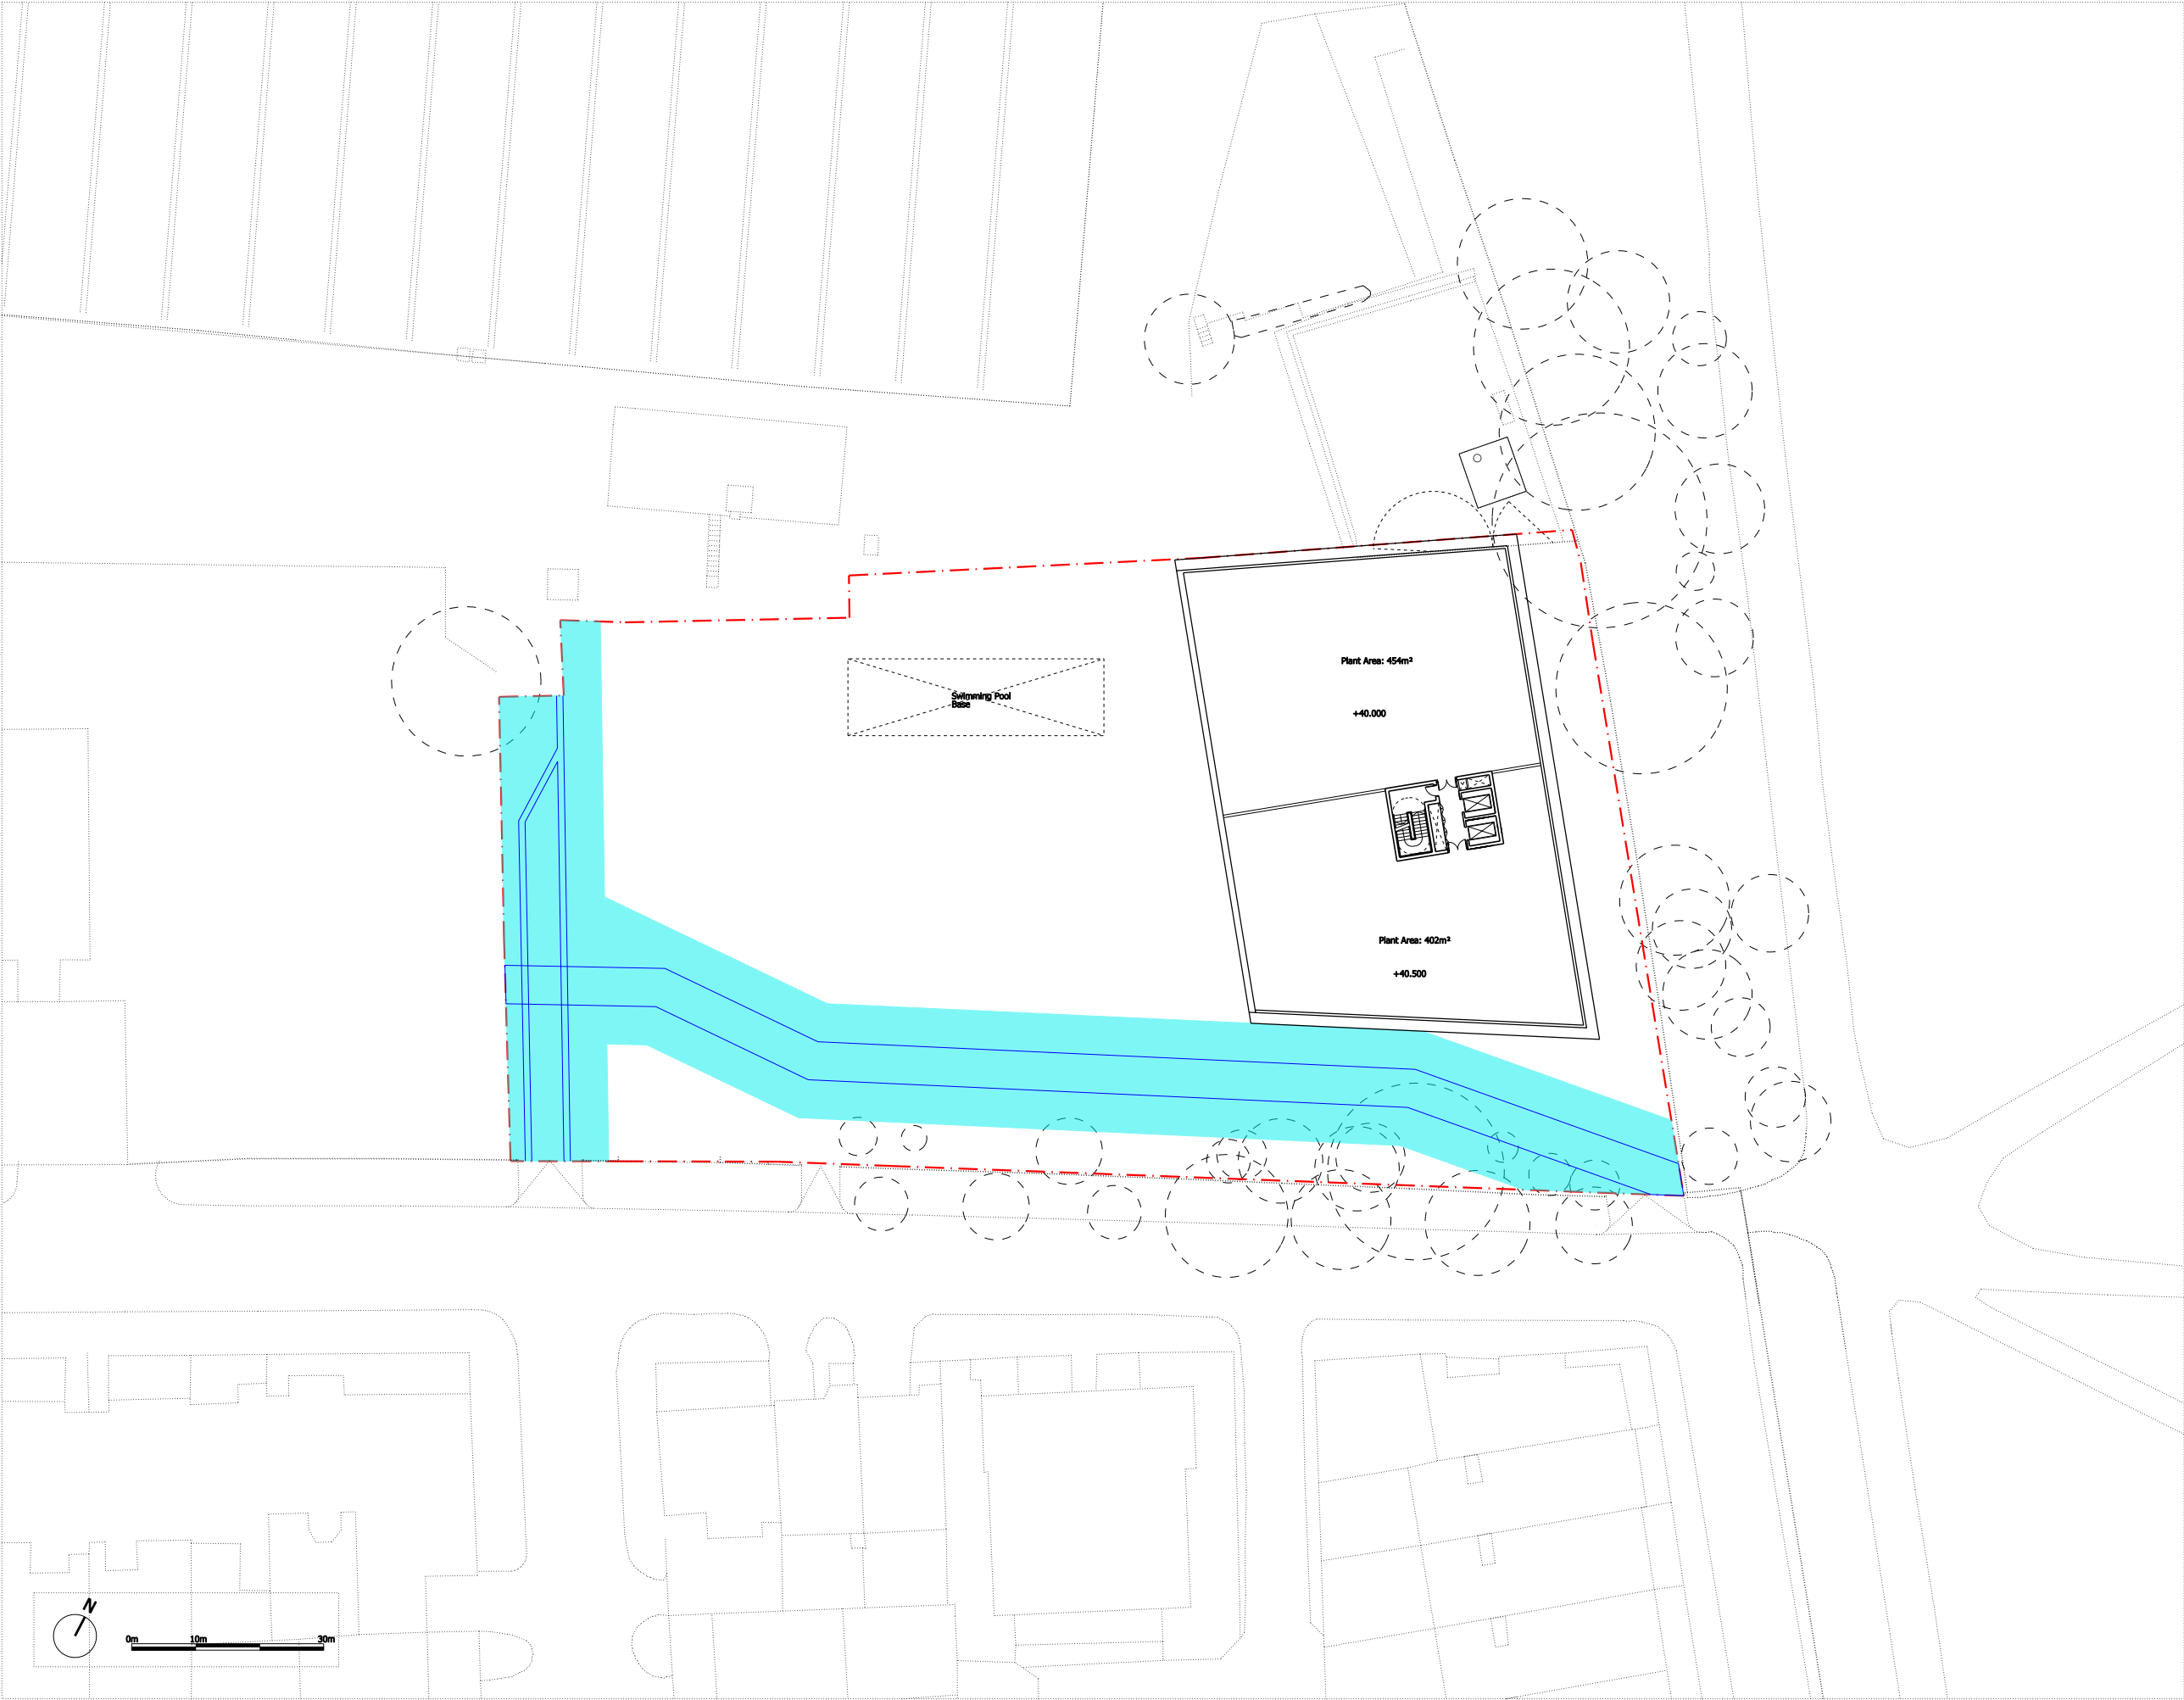 Plant Area: 454m²
Swimming Pool
Base
+40.000
Plant Area: 402m²
+40.500
N
0m 10m 30m